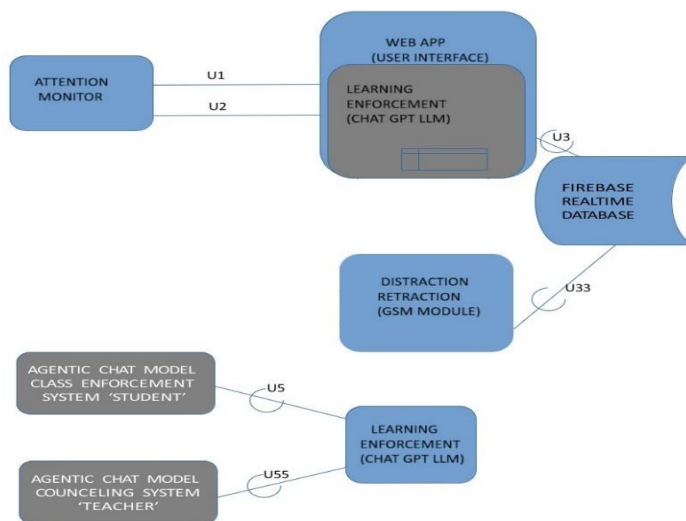 WEB APP
(USER INTERFACE)
ATTENTION
MONITOR
U1
U2
LEARNING
ENFORCEMENT
(CHAT GPT LLM)
U3
FIREBASE
REALTIME
DATABASE
DISTRACTION
RETRACTION
(GSM MODULE)
U33
AGENTIC CHAT MODEL
CLASS ENFORCEMENT
SYSTEM ‘STUDENT’
U5
LEARNING
ENFORCEMENT
(CHAT GPT LLM)
AGENTIC CHAT MODEL
COUNCELING SYSTEM
‘TEACHER’
U55